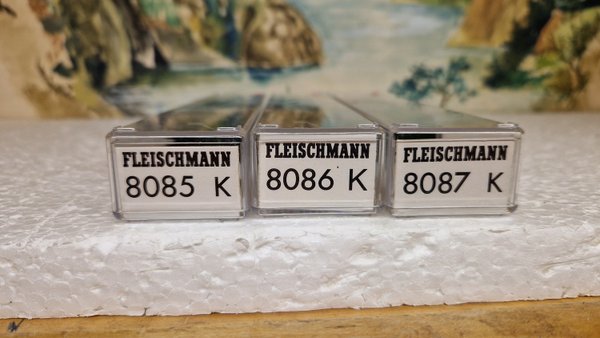 FLEISCHMANN
8085 K
FLEISCHMANN
8086 K
FLEISCHMANN
8087 K